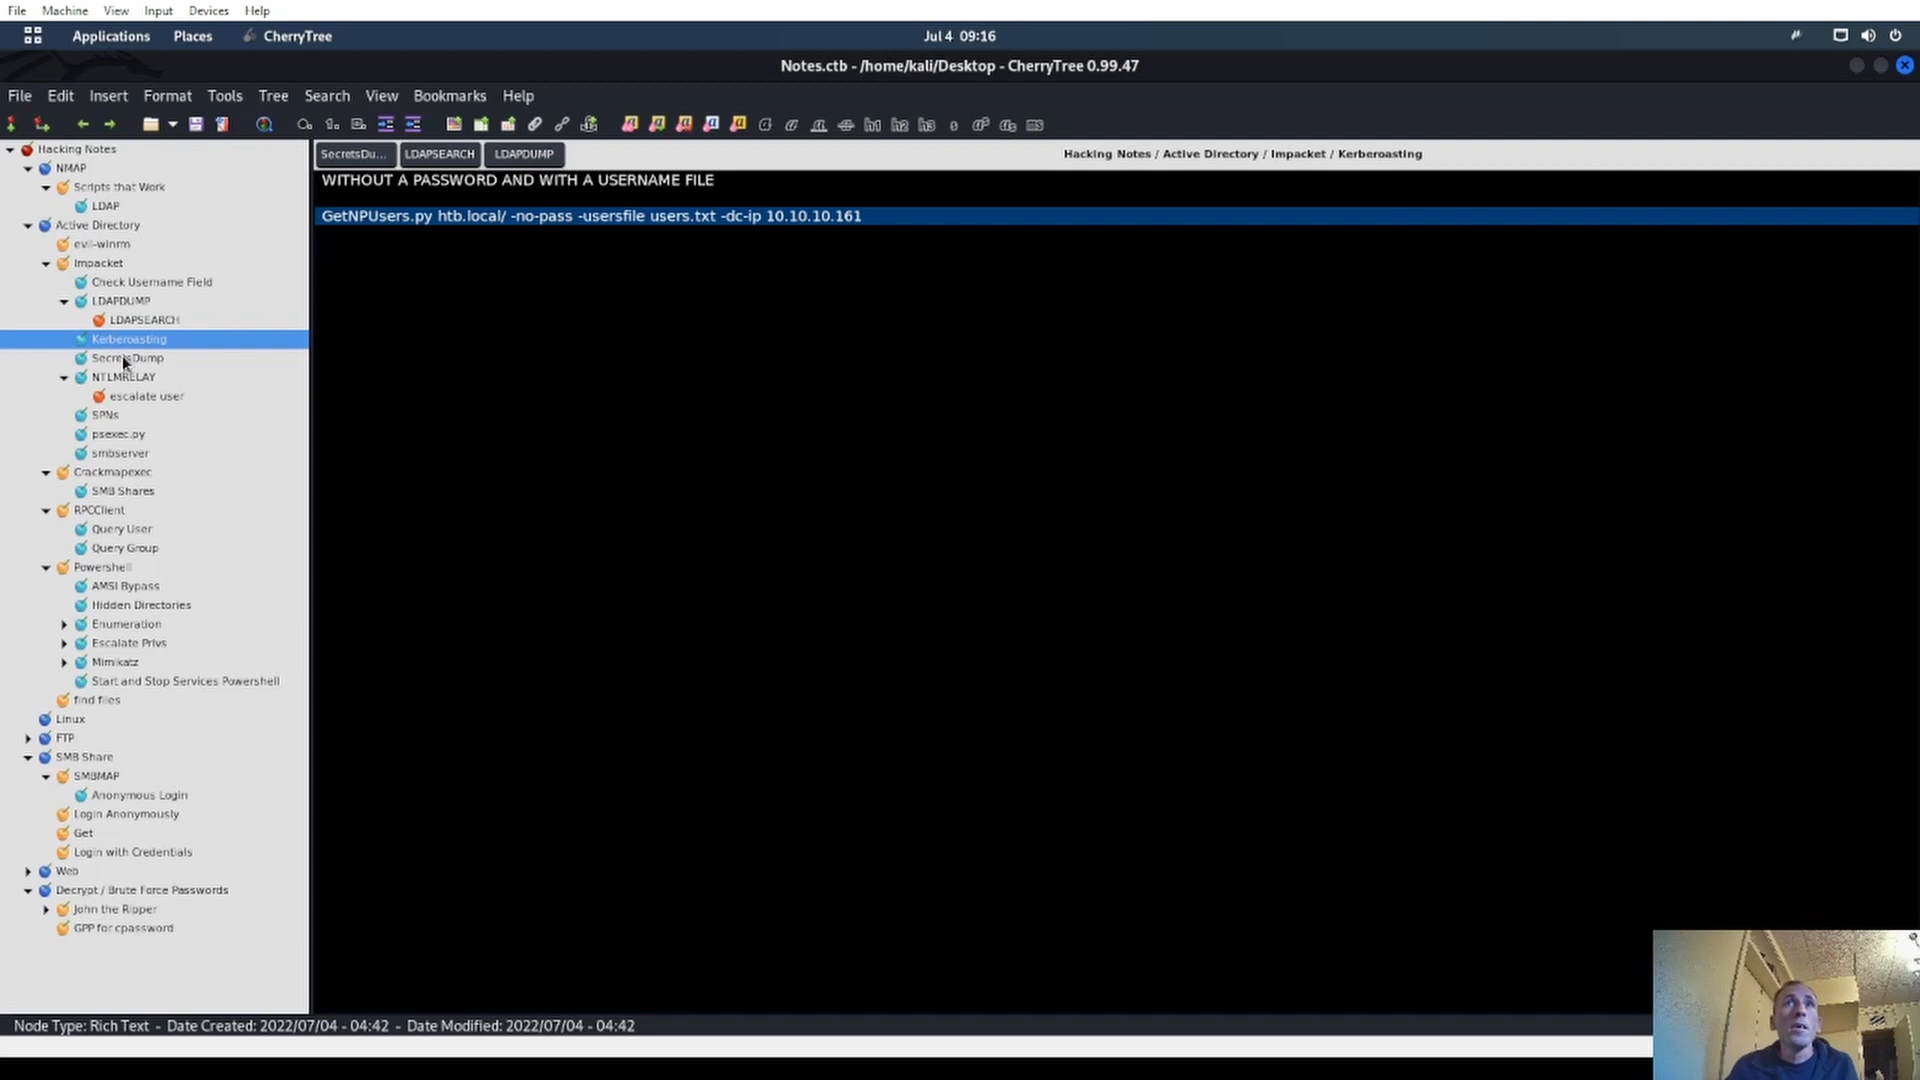 File Machine View Input Devices Help
Applications Places CherryTree Jul 4 09:16
Notes.ctb - /home/kali/Desktop - CherryTree 0.99.47
File Edit Insert Format Tools Tree Search View Bookmarks Help
a a a a a a a a h1 h2 h3 s
Hacking Notes
NMAP
Scripts that Work
LDAP
Active Directory
evil-winrm
Impacket
Check Username Field
LDAPDUMP
LDAPSEARCH
Kerberoasting
SecretsDump
NTLMRELAY
escalate user
SPNs
psexec.py
smbserver
Crackmapexec
SMB Shares
RPCClient
Query User
Query Group
Powershell
AMSI Bypass
Hidden Directories
Enumeration
Escalate Privs
Mimikatz
Start and Stop Services Powershell
find files
Linux
FTP
SMB Share
SMBMAP
Anonymous Login
Login Anonymously
Get
Login with Credentials
Web
Decrypt / Brute Force Passwords
John the Ripper
GPP for cpassword
SecretsDu... LDAPSEARCH LDAPDUMP Hacking Notes / Active Directory / Impacket / Kerberoasting
WITHOUT A PASSWORD AND WITH A USERNAME FILE
GetNPUsers.py htb.local/ -no-pass -usersfile users.txt -dc-ip 10.10.10.161
Node Type: Rich Text - Date Created: 2022/07/04 - 04:42 - Date Modified: 2022/07/04 - 04:42